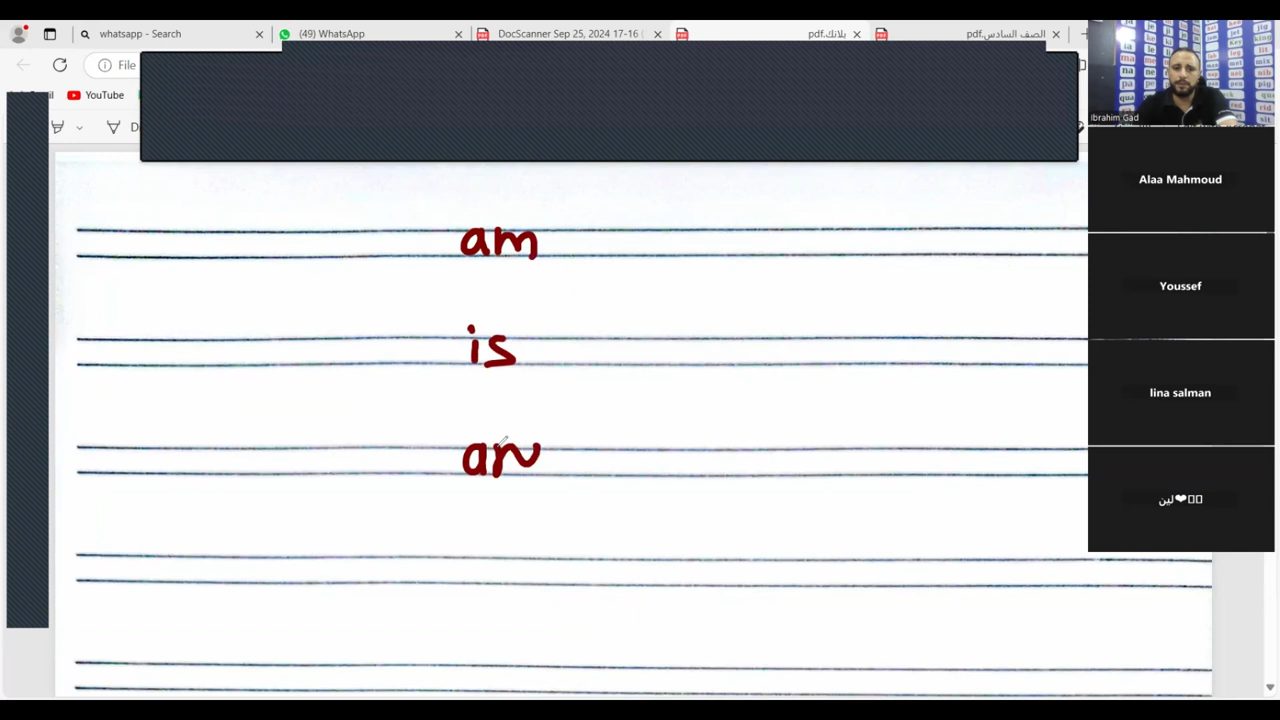 whatsapp - Search
(49) WhatsApp
DocScanner Sep 25, 2024 17-16 (
بلانك.pdf
الصف السادس.pdf
File
YouTube
am
is
ar
Ibrahim Gad
Alaa Mahmoud
Youssef
lina salman
لين❤